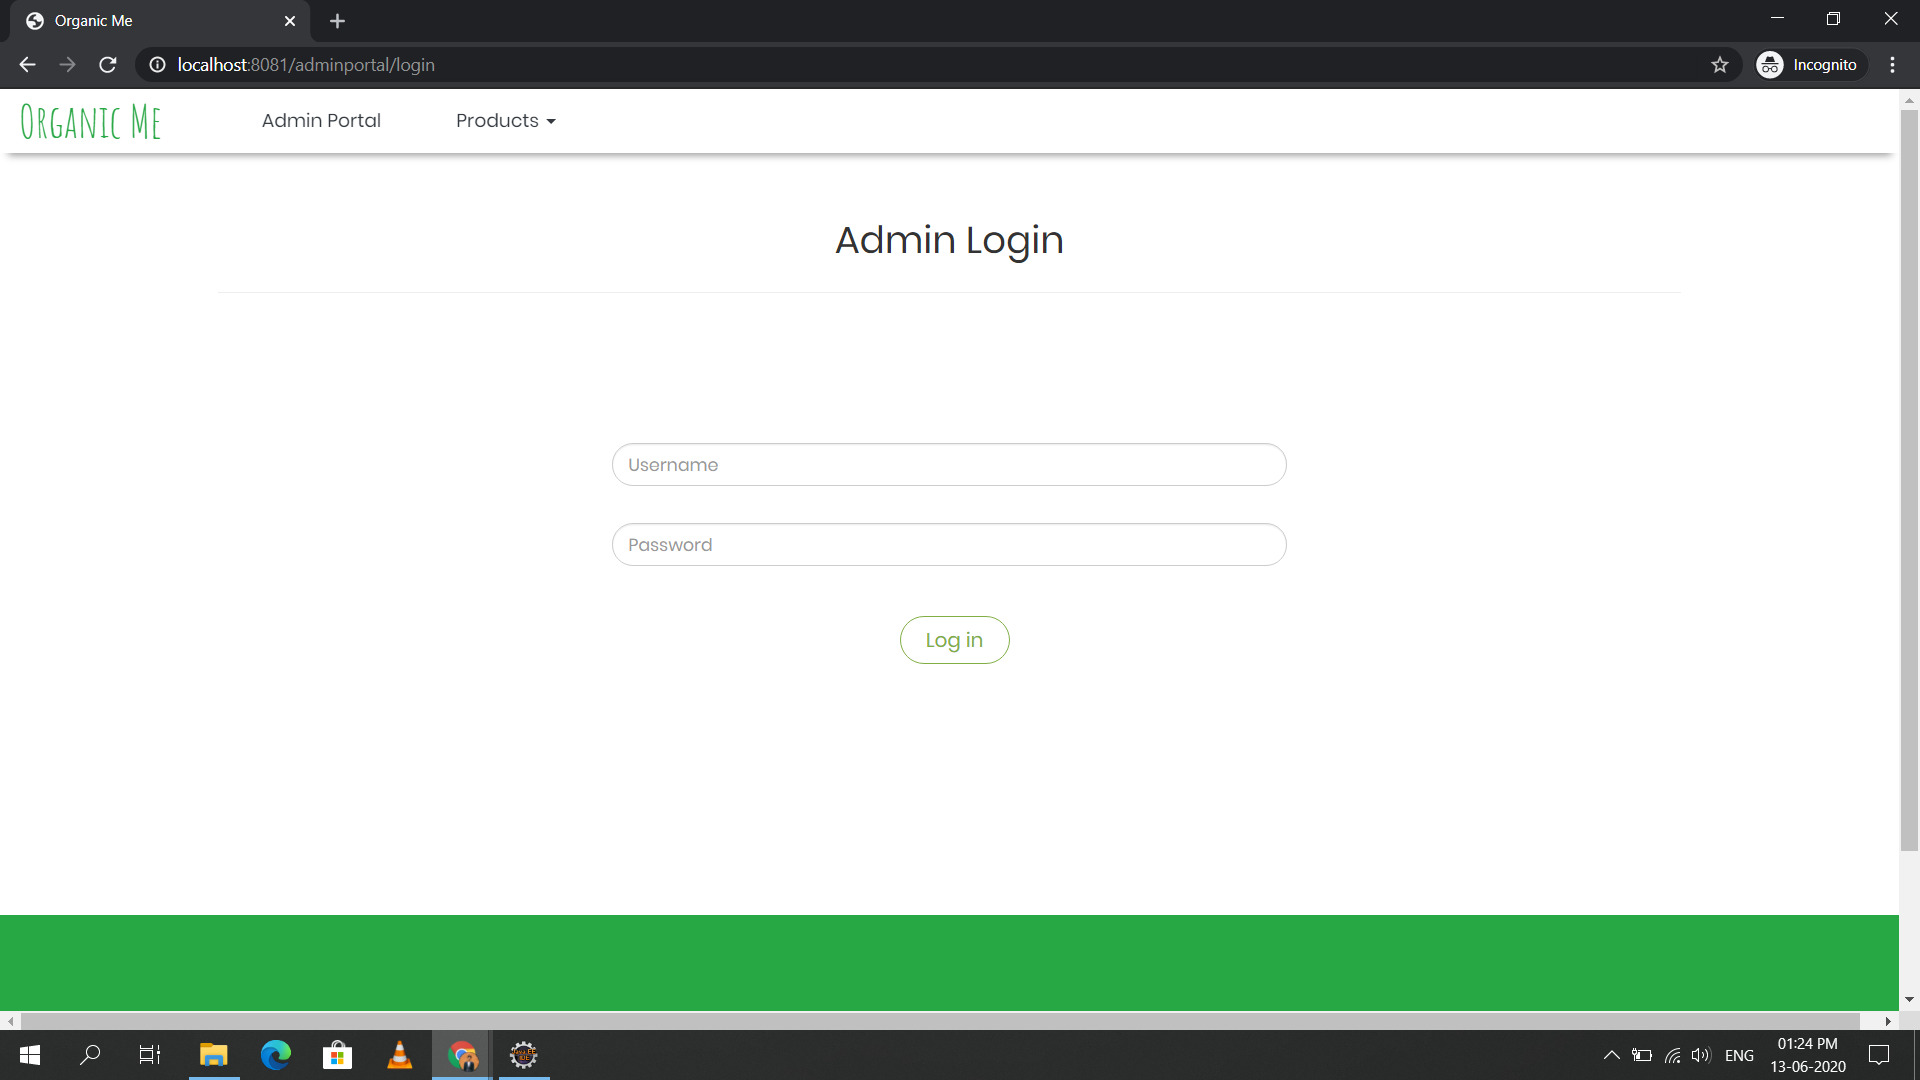 Organic Me
localhost:8081/adminportal/login
Incognito
Organic Me
Admin Portal
Products
Admin Login
Username
Password
Log in
ENG
01:24 PM
13-06-2020